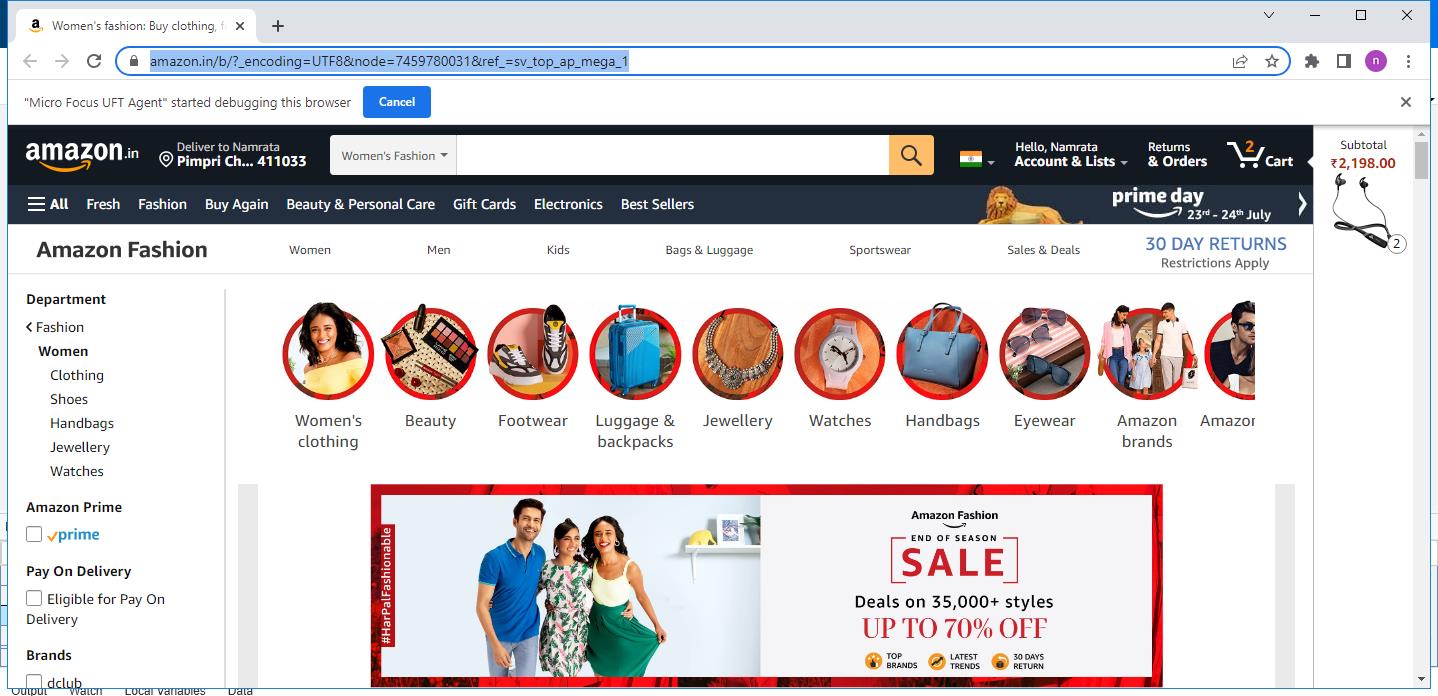 Women's fashion: Buy clothing, f
amazon.in/b/?_encoding=UTF8&node=7459780031&ref_=sv_top_ap_mega_1
n
"Micro Focus UFT Agent" started debugging this browser
Cancel
amazon.in
Deliver to Namrata
Pimpri Ch... 411033
Women's Fashion
Hello, Namrata
Account & Lists
Returns
& Orders
2
Cart
Subtotal
₹2,198.00
2
All
Fresh
Fashion
Buy Again
Beauty & Personal Care
Gift Cards
Electronics
Best Sellers
prime day
23rd - 24th July
Amazon Fashion
Women
Men
Kids
Bags & Luggage
Sportswear
Sales & Deals
30 DAY RETURNS
Restrictions Apply
Department
Fashion
Women
Clothing
Shoes
Handbags
Jewellery
Watches
Amazon Prime
prime
Pay On Delivery
Eligible for Pay On
Delivery
Brands
dclub
Women's
clothing
Beauty
Footwear
Luggage &
backpacks
Jewellery
Watches
Handbags
Eyewear
Amazon
brands
Amazon
#HarPalFashionable
Amazon Fashion
END OF SEASON
SALE
Deals on 35,000+ styles
UP TO 70% OFF
TOP
BRANDS
LATEST
TRENDS
30 DAYS
RETURN
Output
Watch
Local Variables
Data